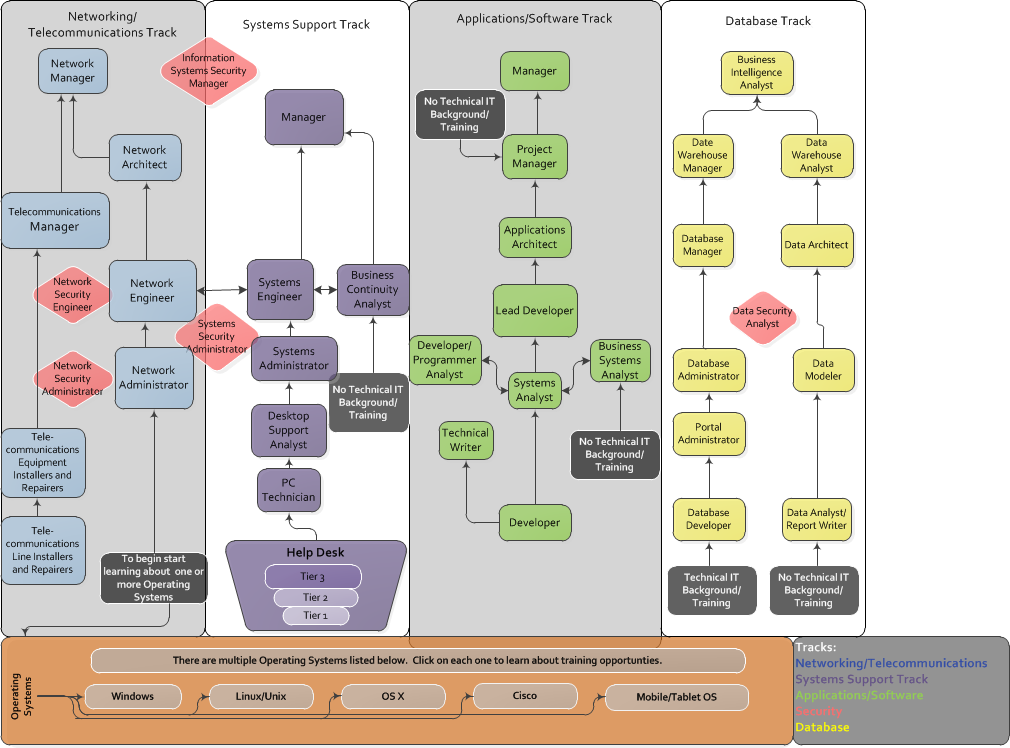 Networking/
Telecommunications Track
Network
Manager
Network
Architect
Telecommunications
Manager
Network
Security
Engineer
Network
Engineer
Network
Security
Administrator
Network
Administrator
Tele-
communications
Equipment
Installers and
Repairers
Tele-
communications
Line Installers
and Repairers
To begin start
learning about one or
more Operating
Systems
Information
Systems Security
Manager
Systems Support Track
Manager
Systems
Engineer
Business
Continuity
Analyst
Systems
Security
Administrator
Systems
Administrator
No Technical IT
Background/
Training
Desktop
Support
Analyst
PC
Technician
Help Desk
Tier 3
Tier 2
Tier 1
Applications/Software Track
Manager
No Technical IT
Background/
Training
Project
Manager
Applications
Architect
Lead Developer
Developer/
Programmer
Analyst
Business
Systems
Analyst
Systems
Analyst
Technical
Writer
No Technical IT
Background/
Training
Developer
Database Track
Business
Intelligence
Analyst
Date
Warehouse
Manager
Data
Warehouse
Analyst
Database
Manager
Data Architect
Data Security
Analyst
Database
Administrator
Data
Modeler
Portal
Administrator
Database
Developer
Data Analyst/
Report Writer
Technical IT
Background/
Training
No Technical IT
Background/
Training
Operating
Systems
There are multiple Operating Systems listed below. Click on each one to learn about training opportunties.
Windows
Linux/Unix
OS X
Cisco
Mobile/Tablet OS
Tracks:
Networking/Telecommunications
Systems Support Track
Applications/Software
Security
Database